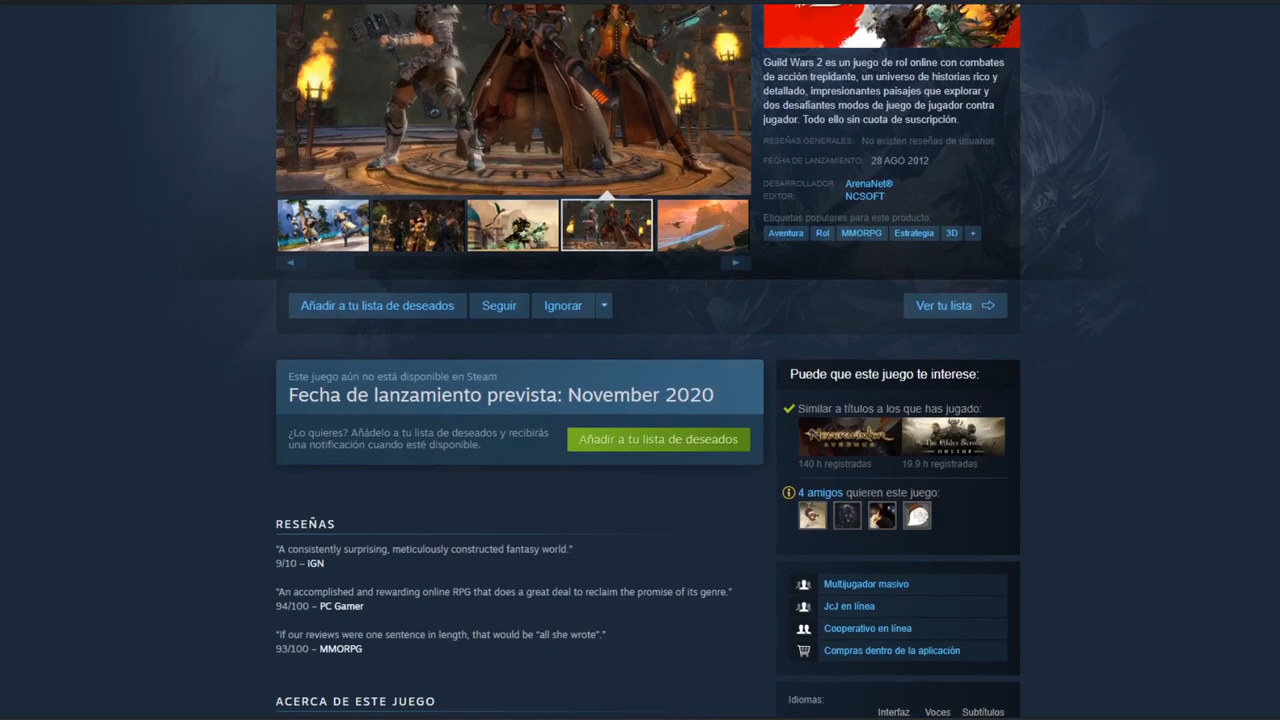 Guild Wars 2 es un juego de rol online con combates
de acción trepidante, un universo de historias rico y
detallado, impresionantes paisajes que explorar y
dos desafiantes modos de juego de jugador contra
jugador. Todo ello sin cuota de suscripción.
RESEÑAS GENERALES: No existen reseñas de usuarios
FECHA DE LANZAMIENTO: 28 AGO 2012
DESARROLLADOR: ArenaNet®
EDITOR: NCSOFT
Etiquetas populares para este producto:
Aventura Rol MMORPG Estrategia 3D +
Añadir a tu lista de deseados Seguir Ignorar Ver tu lista
Este juego aún no está disponible en Steam
Fecha de lanzamiento prevista: November 2020
¿Lo quieres? Añádelo a tu lista de deseados y recibirás
una notificación cuando esté disponible.
Añadir a tu lista de deseados
Puede que este juego te interese:
Similar a títulos a los que has jugado:
Neverwinter
The Elder Scrolls
ONLINE
140 h registradas 19.9 h registradas
4 amigos quieren este juego:
RESEÑAS
“A consistently surprising, meticulously constructed fantasy world.”
9/10 – IGN
“An accomplished and rewarding online RPG that does a great deal to reclaim the promise of its genre.”
94/100 – PC Gamer
“If our reviews were one sentence in length, that would be “all she wrote”.”
93/100 – MMORPG
Multijugador masivo
JcJ en línea
Cooperativo en línea
Compras dentro de la aplicación
ACERCA DE ESTE JUEGO
Idiomas:
Interfaz Voces Subtítulos